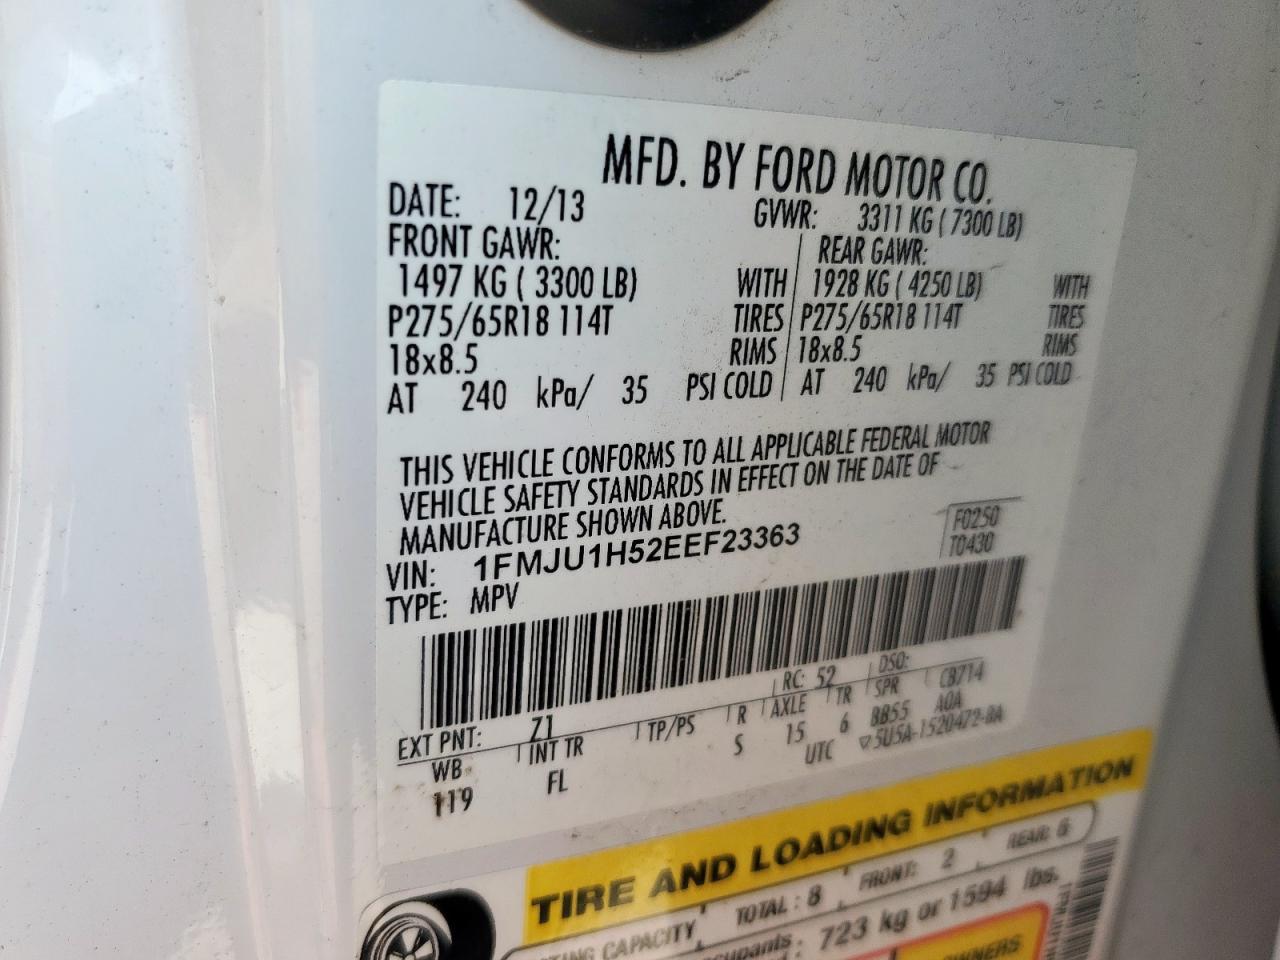 MFD. BY FORD MOTOR CO.
DATE: 12/13 GVWR: 3311 KG ( 7300 LB)
FRONT GAWR: REAR GAWR:
1497 KG ( 3300 LB) WITH 1928 KG ( 4250 LB) WITH
P275/65R18 114T TIRES P275/65R18 114T TIRES
18x8.5 RIMS 18x8.5 RIMS
AT 240 kPa/ 35 PSI COLD AT 240 kPa/ 35 PSI COLD
THIS VEHICLE CONFORMS TO ALL APPLICABLE FEDERAL MOTOR
VEHICLE SAFETY STANDARDS IN EFFECT ON THE DATE OF
MANUFACTURE SHOWN ABOVE.
F0250
VIN: 1FMJU1H52EEF23363 T0430
TYPE: MPV
EXT PNT: Z1 RC: 52 DSO: CB714
WB INT TR TP/PS R AXLE TR SPR A0A
119 FL S 15 6 BB55
UTC ▽5U5A-1520472-BA
TIRE AND LOADING INFORMATION
CAPACITY TOTAL : 8 FRONT: 2 REAR: 6
723 kg or 1594 lbs.